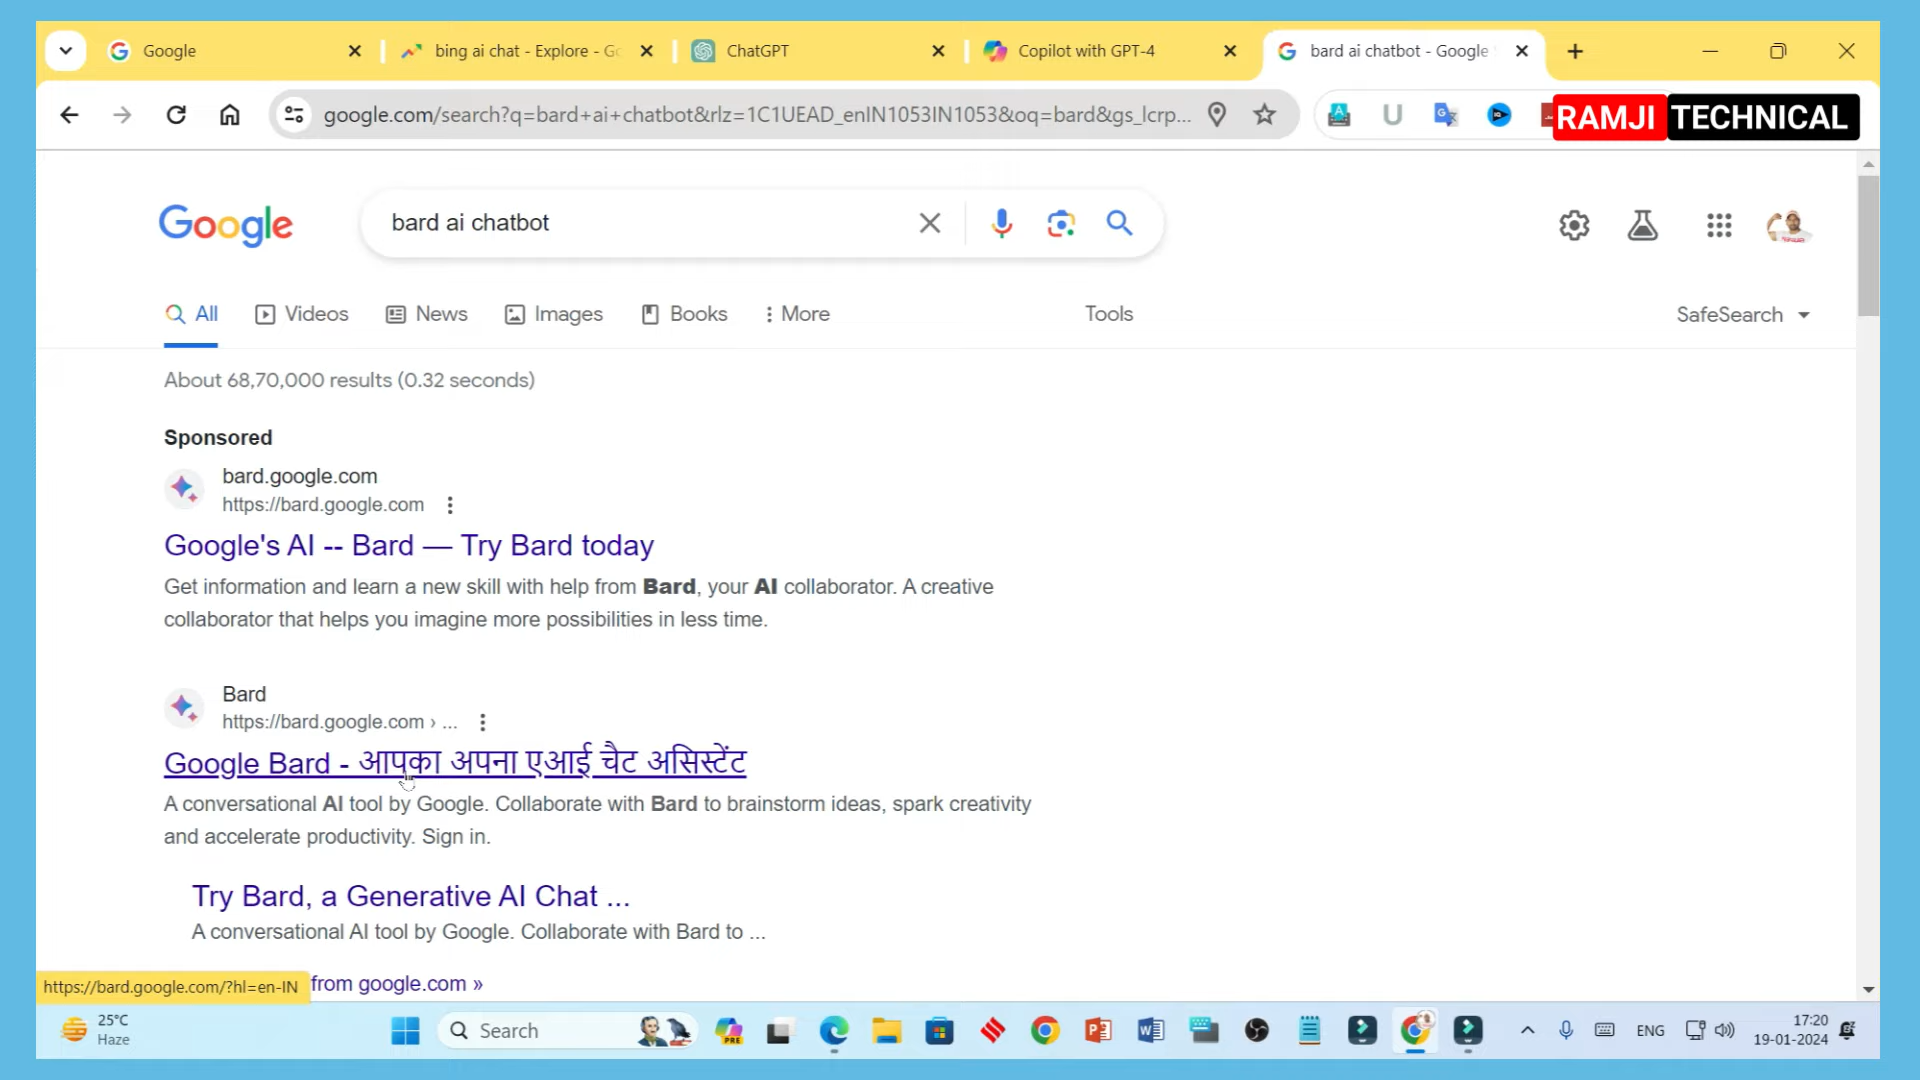 Google
bing ai chat - Explore - Go
ChatGPT
Copilot with GPT-4
bard ai chatbot - Google
google.com/search?q=bard+ai+chatbot&rlz=1C1UEAD_enIN1053IN1053&oq=bard&gs_lcrp...
RAMJI TECHNICAL
Google
bard ai chatbot
All
Videos
News
Images
Books
More
Tools
SafeSearch
About 68,70,000 results (0.32 seconds)
Sponsored
bard.google.com
https://bard.google.com
Google's AI -- Bard — Try Bard today
Get information and learn a new skill with help from Bard, your AI collaborator. A creative
collaborator that helps you imagine more possibilities in less time.
Bard
https://bard.google.com › ...
Google Bard - आपका अपना एआई चैट असिस्टेंट
A conversational AI tool by Google. Collaborate with Bard to brainstorm ideas, spark creativity
and accelerate productivity. Sign in.
Try Bard, a Generative AI Chat ...
A conversational AI tool by Google. Collaborate with Bard to ...
https://bard.google.com/?hl=en-IN
from google.com »
25°C
Haze
Search
PRE
ENG
17:20
19-01-2024